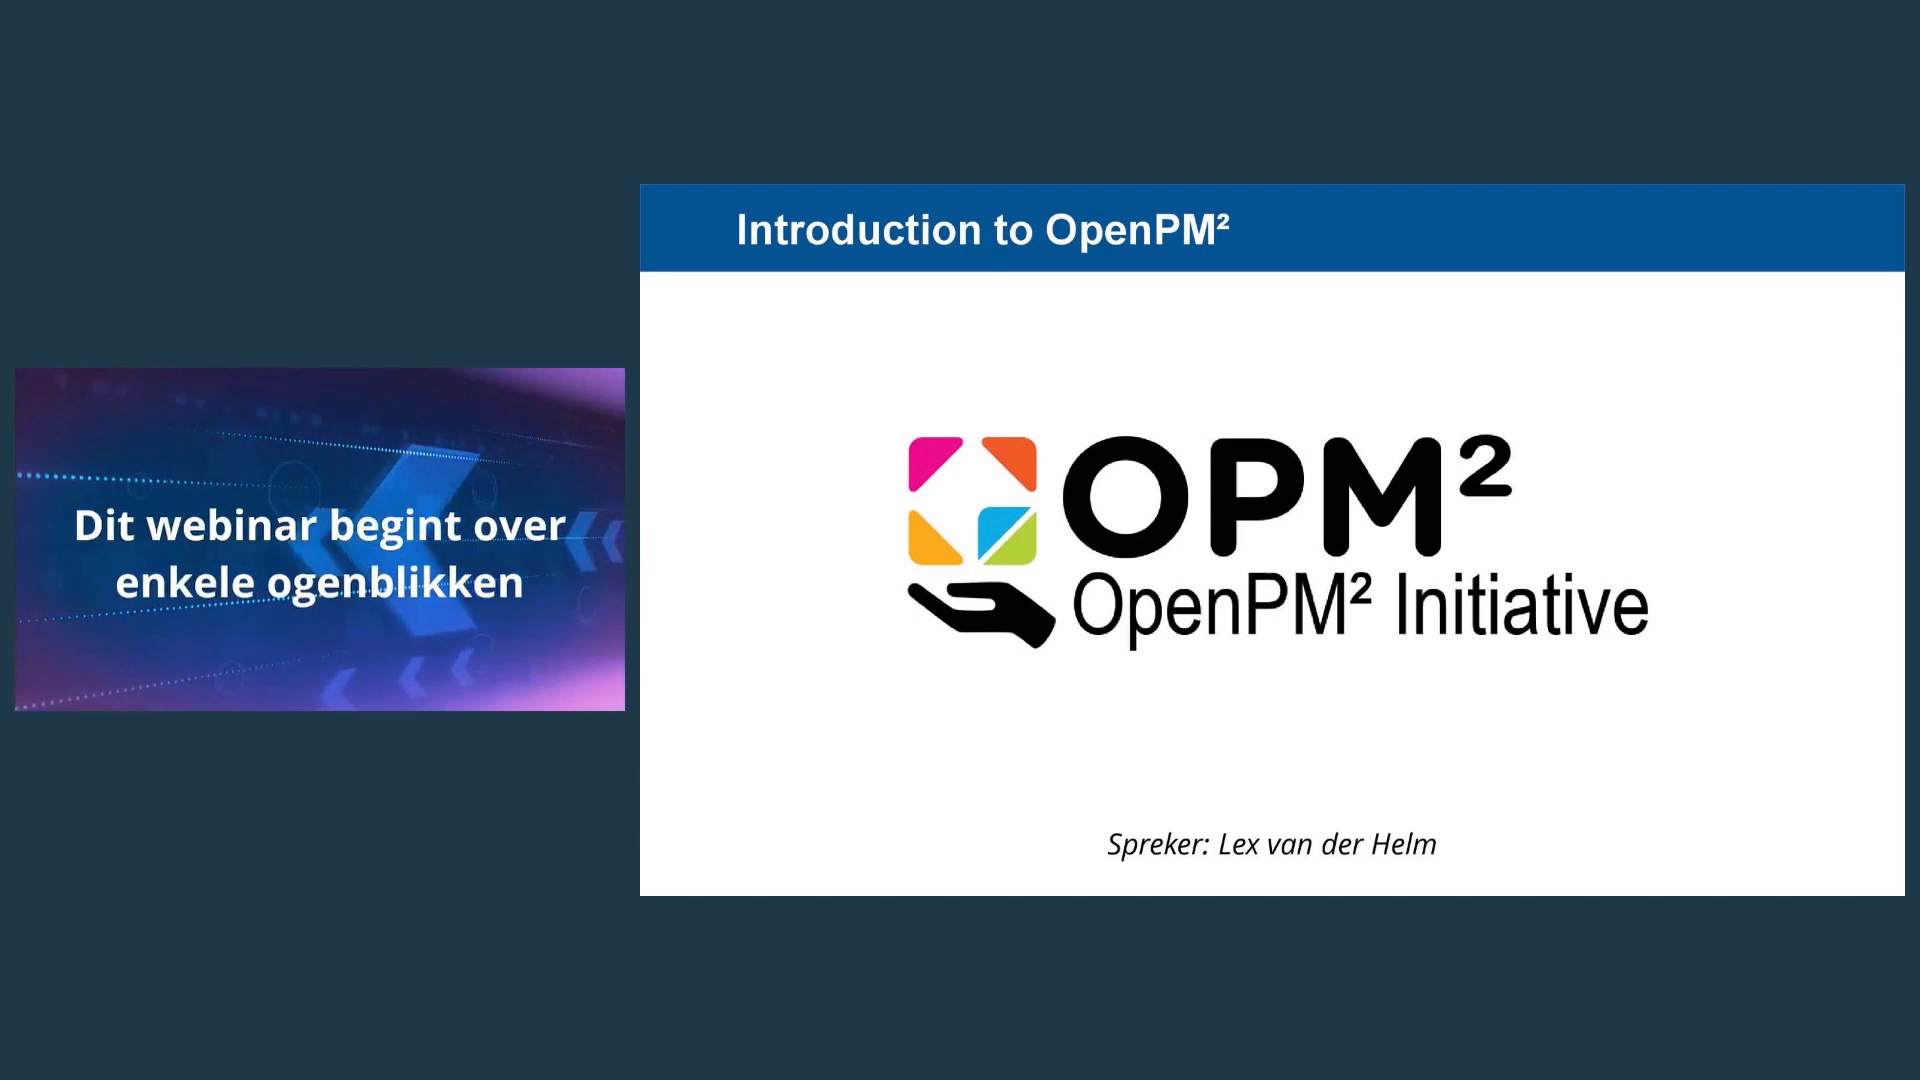 Dit webinar begint over
enkele ogenblikken
Introduction to OpenPM²
OPM²
OpenPM² Initiative
Spreker: Lex van der Helm